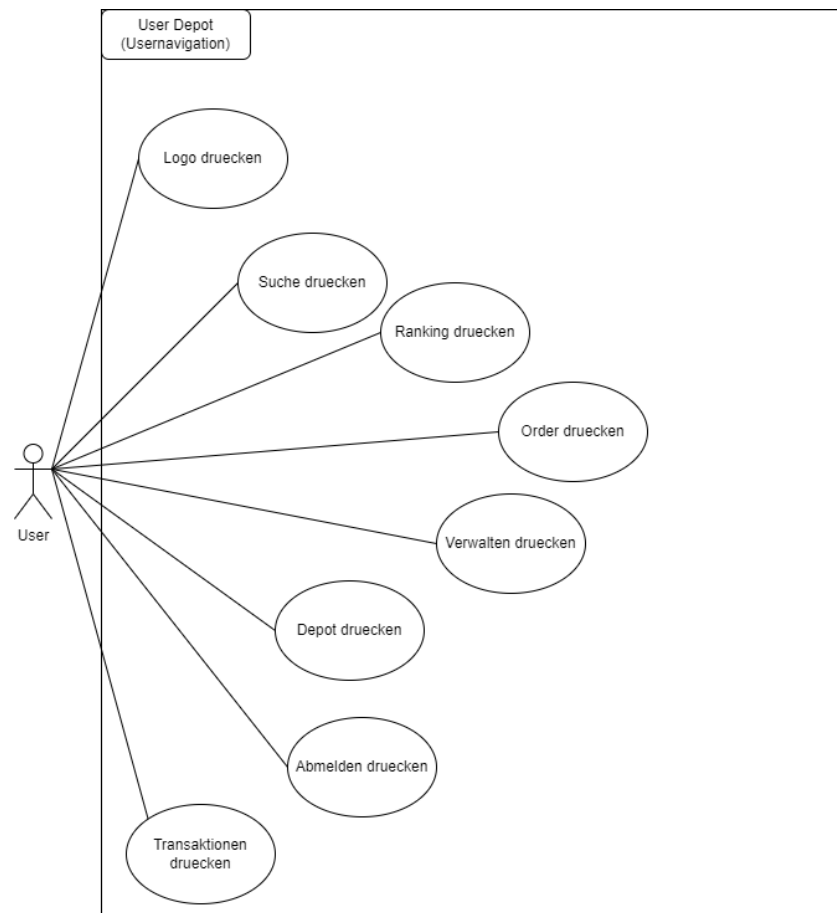 User Depot
(Usernavigation)
Logo druecken
Suche druecken
Ranking druecken
Order druecken
User
Verwalten druecken
Depot druecken
Abmelden druecken
Transaktionen
druecken